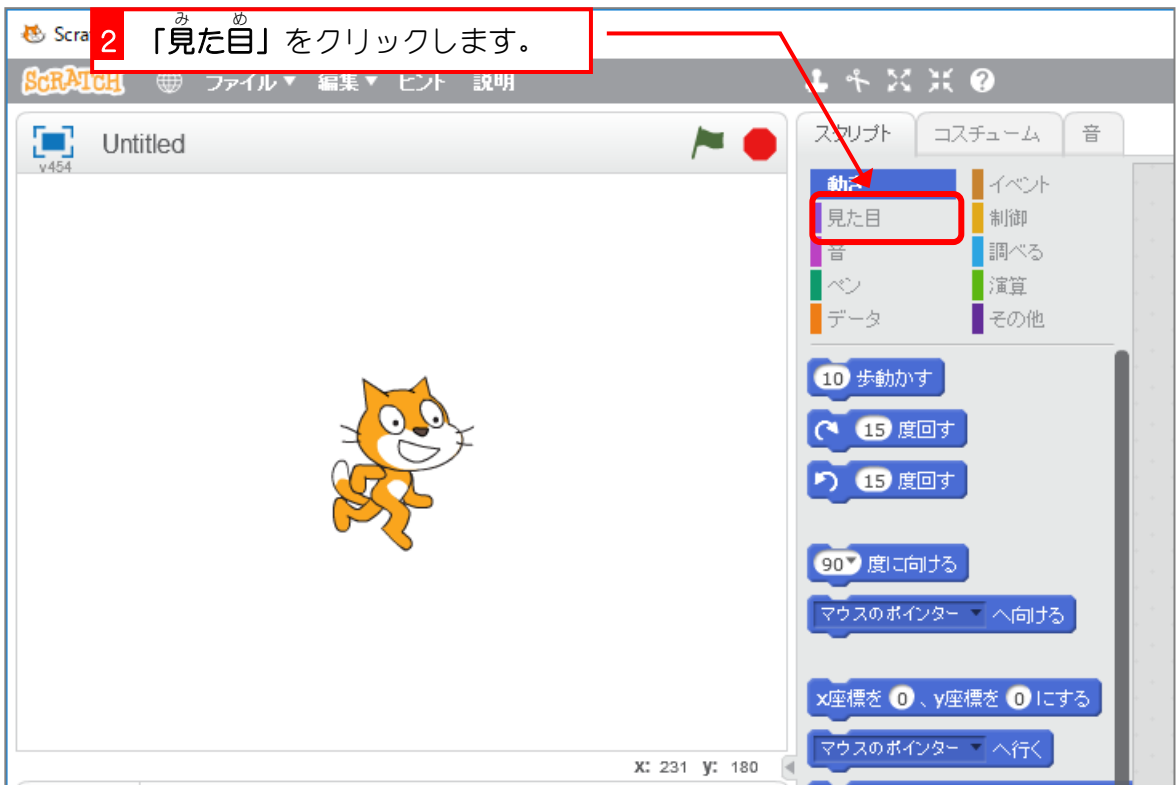 Scra
2 「見た目」をクリックします。
み め
SCRATCH ファイル▼ 編集▼ ヒント 説明
v454
Untitled
スクリプト コスチューム 音
動き イベント
見た目 制御
音 調べる
ペン 演算
データ その他
10 歩動かす
15 度回す
15 度回す
90▼ 度に向ける
マウスのポインター▼ へ向ける
x座標を 0 、y座標を 0 にする
マウスのポインター▼ へ行く
X: 231 y: 180